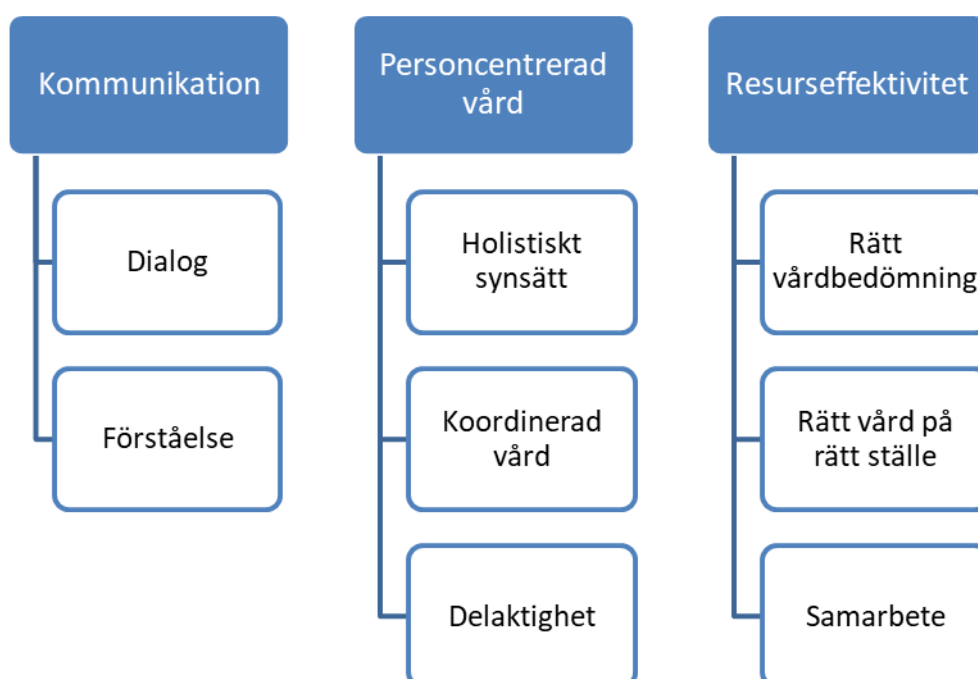 Kommunikation
Dialog
Förståelse
Personcentrerad
vård
Holistiskt
synsätt
Koordinerad
vård
Delaktighet
Resurseffektivitet
Rätt
vårdbedömning
Rätt vård på
rätt ställe
Samarbete